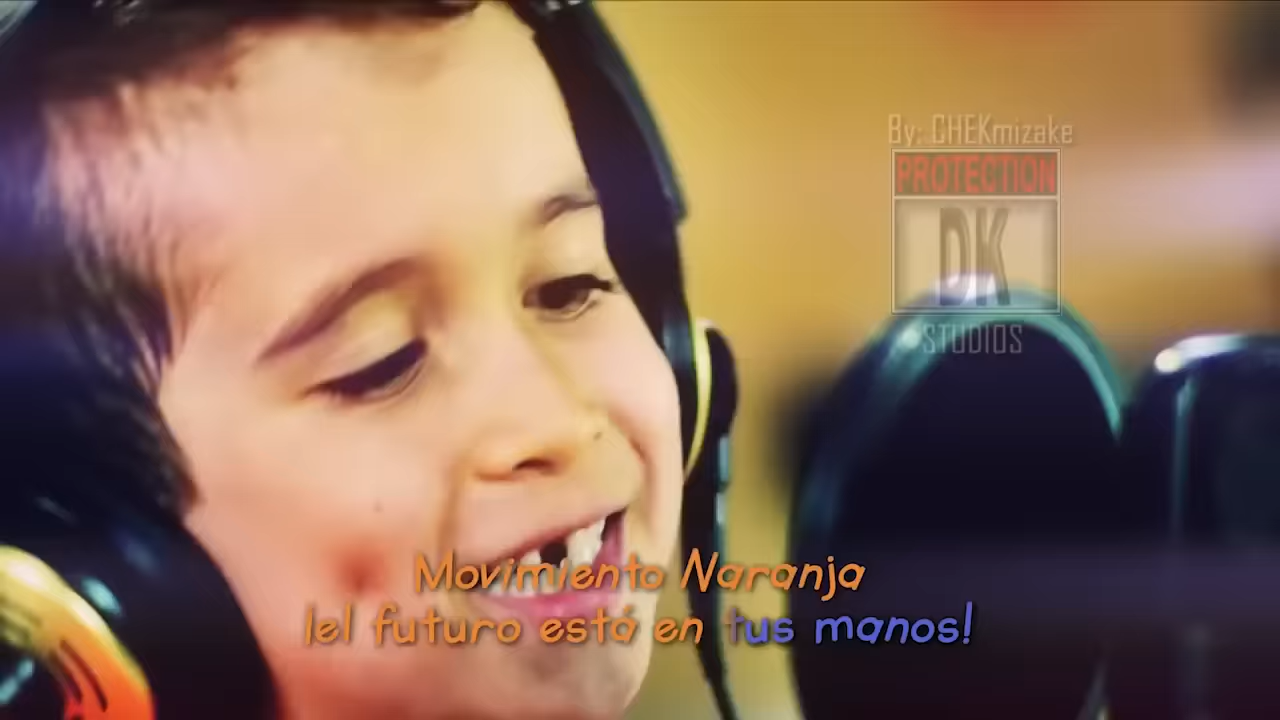 By: CHEKmizake
PROTECTION
DK
STUDIOS
Movimiento Naranja
¡el futuro está en tus manos!